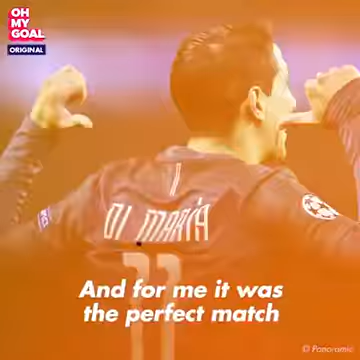 OH
MY
GOAL
ORIGINAL
DI MARÍA
11
And for me it was
the perfect match
© Panoramic